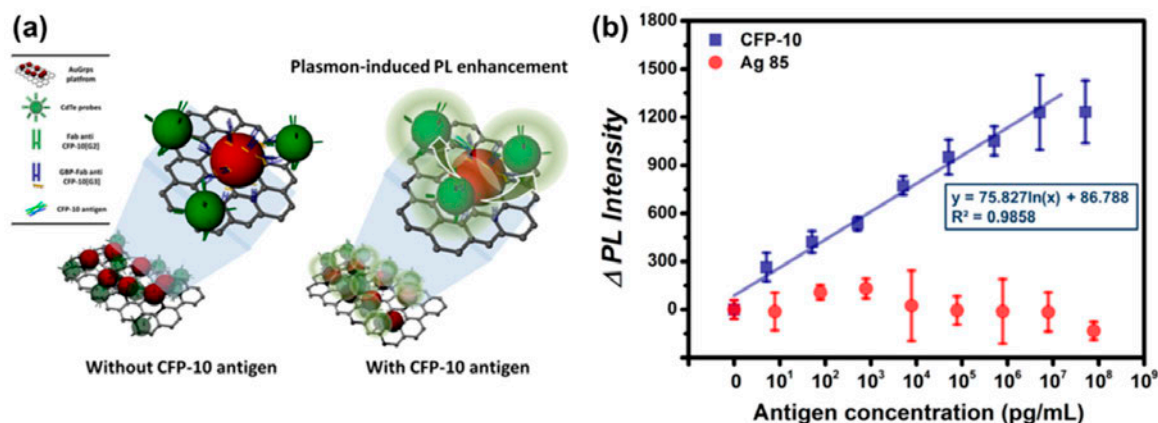 (a)
AuGrps
platfrom
CdTe probes
Fab anti
CFP-10[G2]
GBP-Fab anti
CFP-10[G3]
CFP-10 antigen
Plasmon-induced PL enhancement
Without CFP-10 antigen
With CFP-10 antigen
(b)
CFP-10
Ag 85
y = 75.827ln(x) + 86.788
R² = 0.9858
Δ PL Intensity
1800
1500
1200
900
600
300
0
0 10¹ 10² 10³ 10⁴ 10⁵ 10⁶ 10⁷ 10⁸ 10⁹
Antigen concentration (pg/mL)